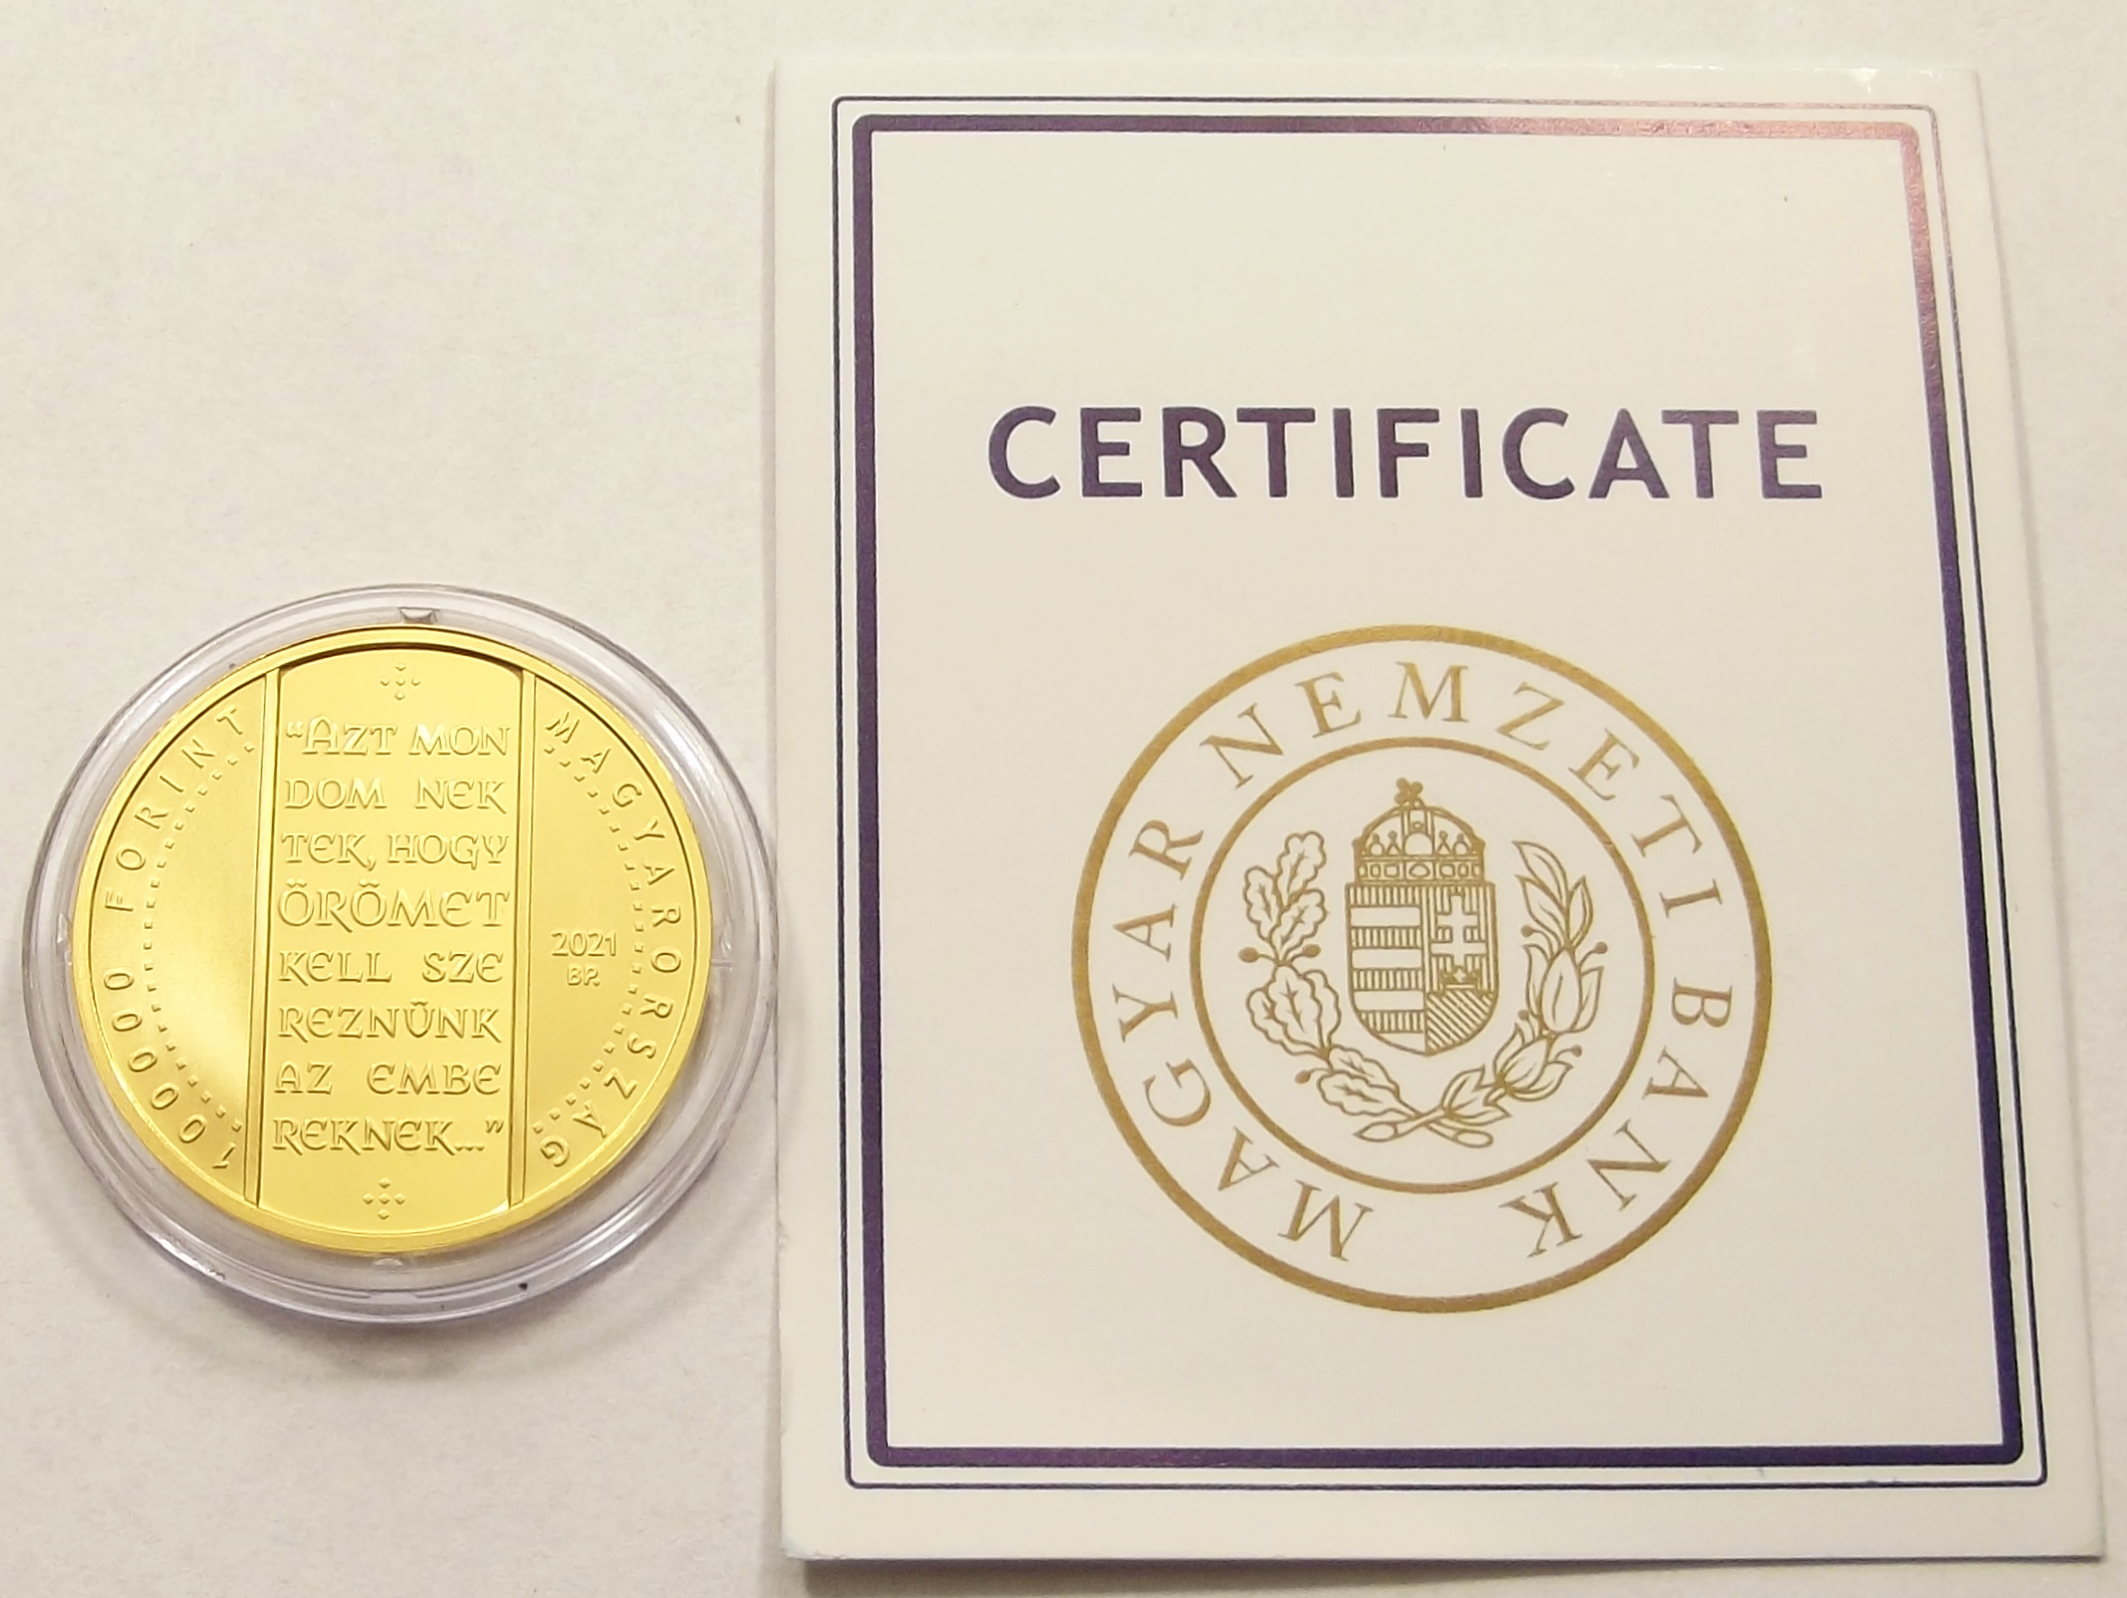 100000 FORINT
"AZT MON
DOM NEK
TEK, HOGY
ÖRÖMET
KELL SZE
REZNÜNK
AZ EMBE
REKNEK..."
MAGYARORSZÁG
2021
BP.
CERTIFICATE
MAGYAR NEMZETI BANK